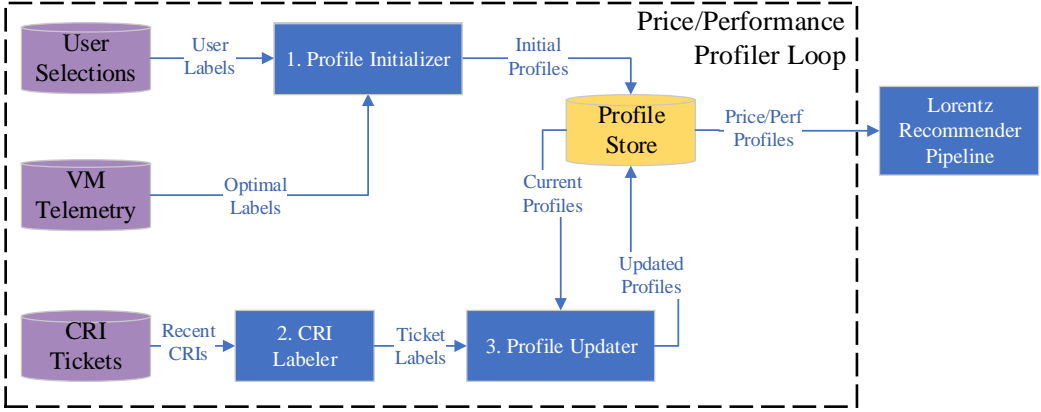 Price/Performance
Profiler Loop
User
Selections
User
Labels
1. Profile Initializer
Initial
Profiles
Profile
Store
Price/Perf
Profiles
Lorentz
Recommender
Pipeline
VM
Telemetry
Optimal
Labels
Current
Profiles
Updated
Profiles
CRI
Tickets
Recent
CRIs
2. CRI
Labeler
Ticket
Labels
3. Profile Updater